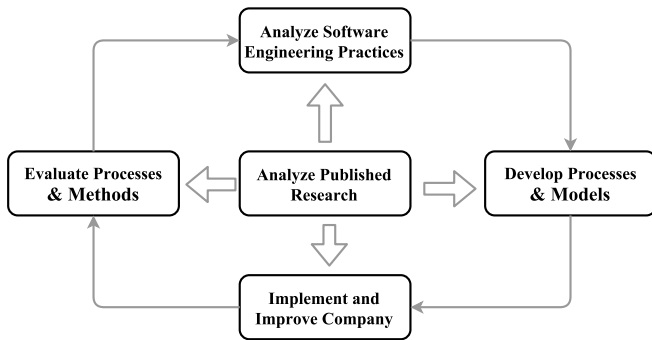 Analyze Software
Engineering Practices
Evaluate Processes
& Methods
Analyze Published
Research
Develop Processes
& Models
Implement and
Improve Company